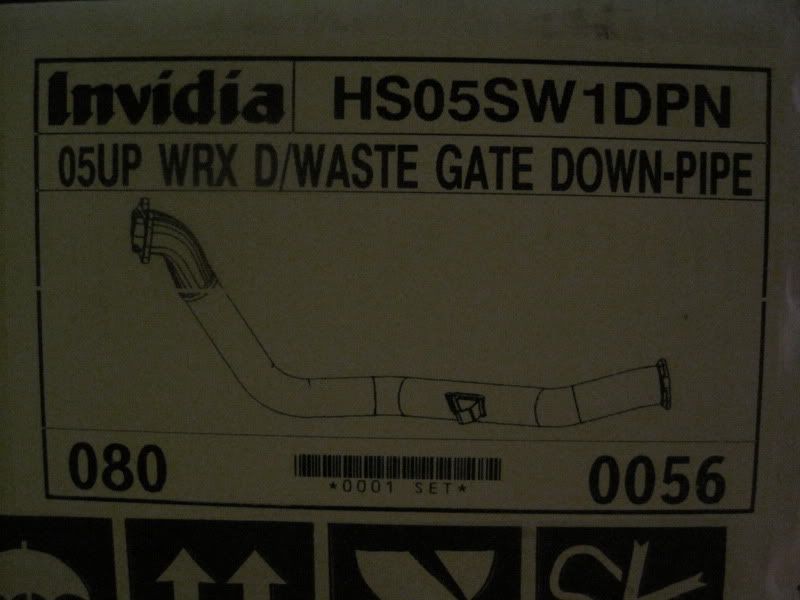 Invidia HS05SW1DPN
05UP WRX D/WASTE GATE DOWN-PIPE
080 0056
*0001 SET*